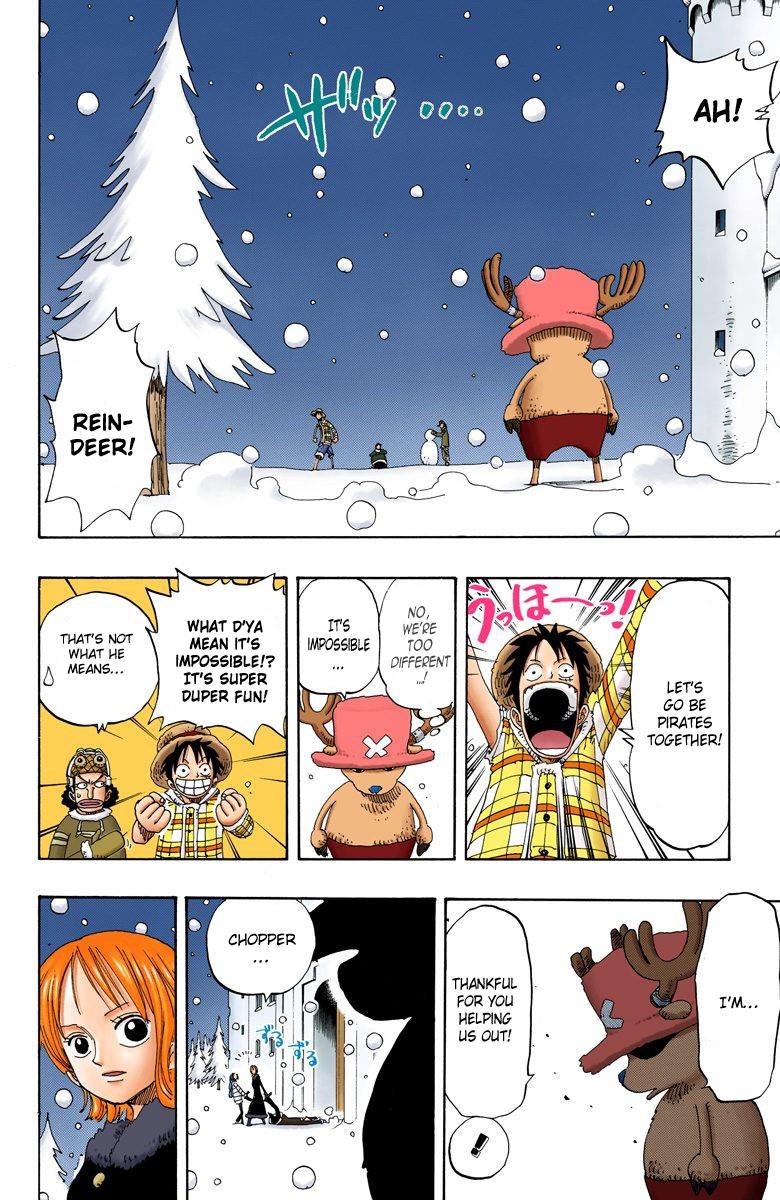 AH!
ザッ‥‥
REIN-
DEER!
うっほーっ!
LET'S
GO BE
PIRATES
TOGETHER!
NO,
WE'RE
TOO
DIFFERENT
...!
IT'S
IMPOSSIBLE
...
WHAT D'YA
MEAN IT'S
IMPOSSIBLE!?
IT'S SUPER
DUPER FUN!
THAT'S NOT
WHAT HE
MEANS...
I'M...
THANKFUL
FOR YOU
HELPING
US OUT!
!
CHOPPER
...
ずる
ずる